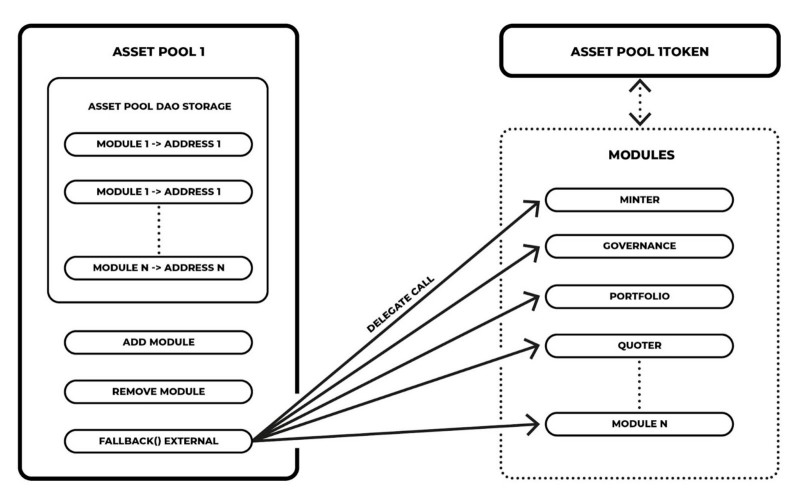 ASSET POOL 1
ASSET POOL DAO STORAGE
MODULE 1 -> ADDRESS 1
MODULE 1 -> ADDRESS 1
MODULE N -> ADDRESS N
ADD MODULE
REMOVE MODULE
FALLBACK() EXTERNAL
DELEGATE CALL
ASSET POOL 1TOKEN
MODULES
MINTER
GOVERNANCE
PORTFOLIO
QUOTER
MODULE N